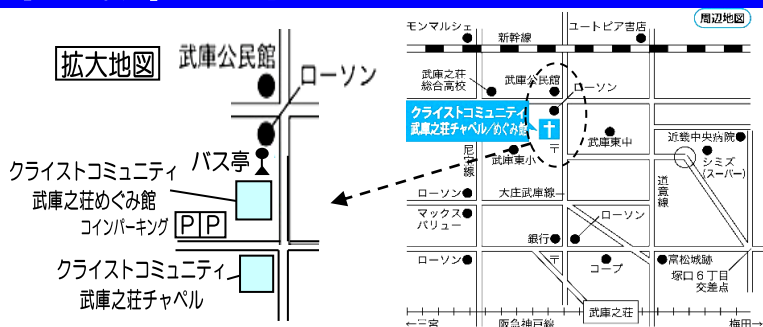 拡大地図
武庫公民館
ローソン
バス亭
クライストコミュニティ
武庫之荘めぐみ館
コインパーキング
P P
クライストコミュニティ
武庫之荘チャペル
周辺地図
モンマルシェ
新幹線
ユートピア書店
武庫之荘
総合高校
武庫公民館
ローソン
クライストコミュニティ
武庫之荘チャペル/めぐみ館
〒
武庫東中
近畿中央病院
シミズ
(スーパー)
尼宝線
武庫東小
道意線
ローソン
大庄武庫線
マックス
バリュー
ローソン
銀行
ローソン
〒
コープ
富松城跡
塚口6丁目
交差点
武庫之荘
←三宮
阪急神戸線
梅田→